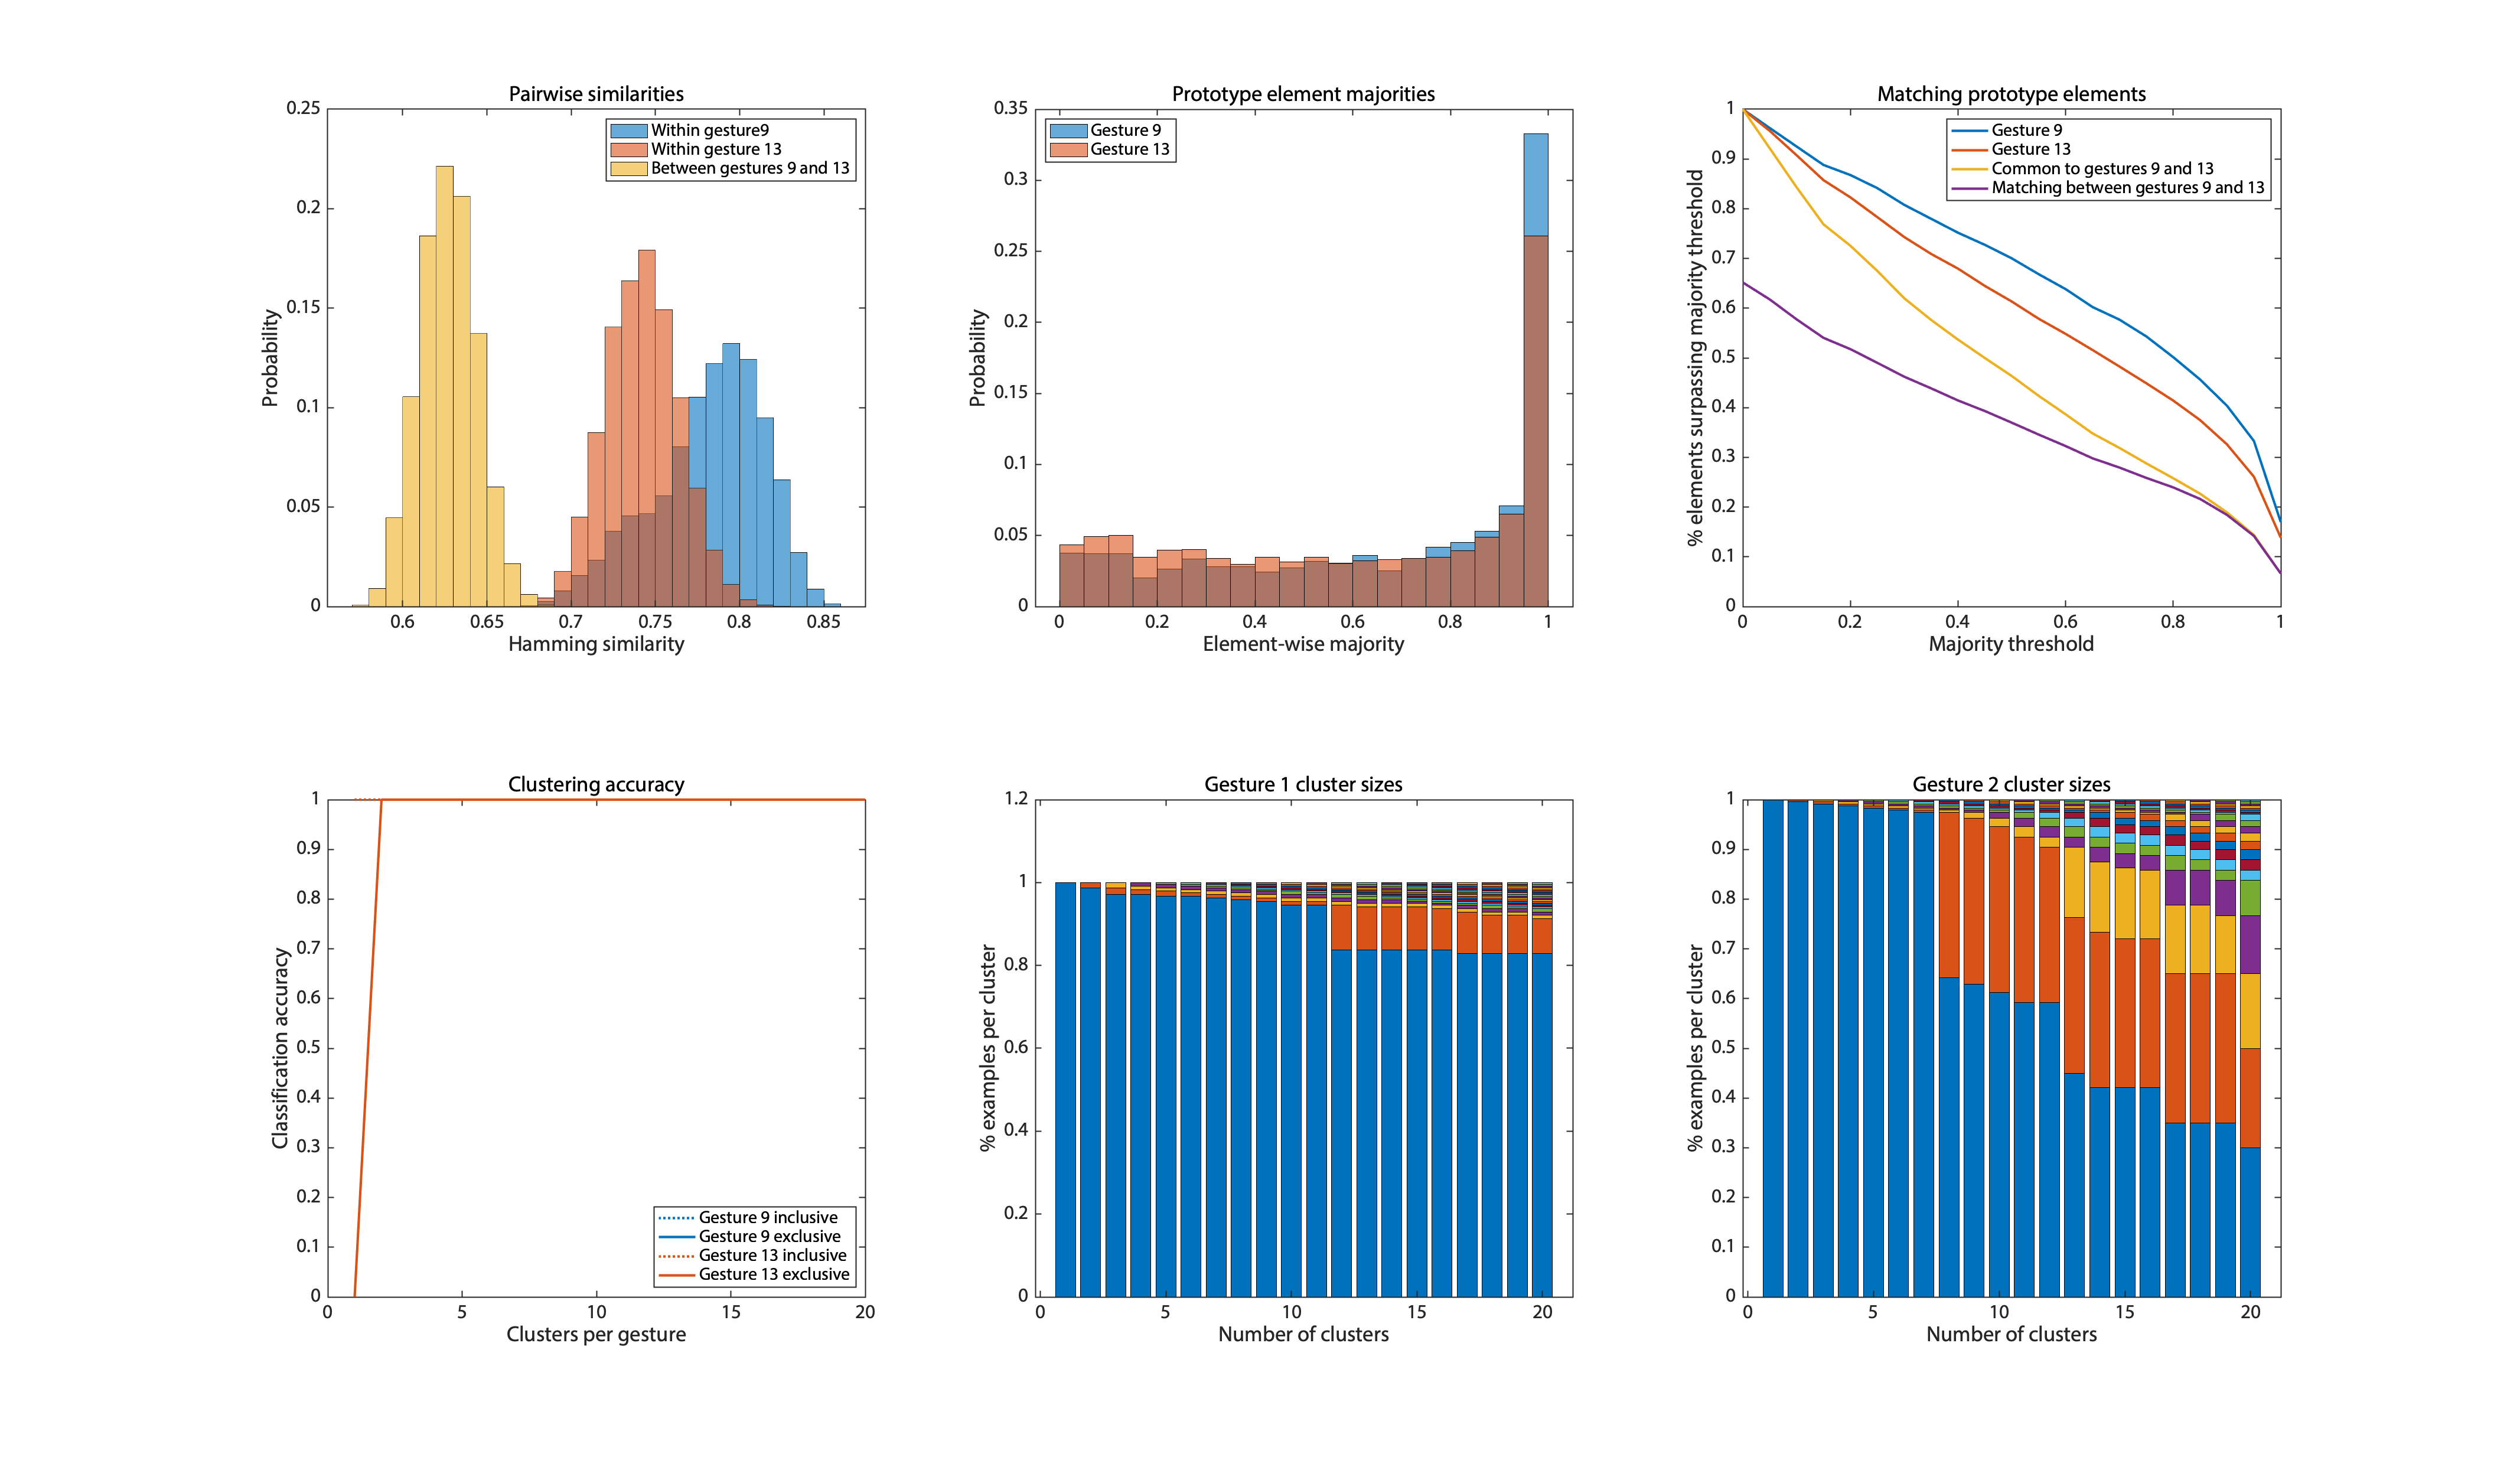 Pairwise similarities
0.25
0.2
0.15
0.1
0.05
0
0.6 0.65 0.7 0.75 0.8 0.85
Hamming similarity
Probability
Within gesture9
Within gesture 13
Between gestures 9 and 13
Prototype element majorities
0.35
0.3
0.25
0.2
0.15
0.1
0.05
0
0 0.2 0.4 0.6 0.8 1
Element-wise majority
Probability
Gesture 9
Gesture 13
Matching prototype elements
1
0.9
0.8
0.7
0.6
0.5
0.4
0.3
0.2
0.1
0
0 0.2 0.4 0.6 0.8 1
Majority threshold
% elements surpassing majority threshold
Gesture 9
Gesture 13
Common to gestures 9 and 13
Matching between gestures 9 and 13
Clustering accuracy
1
0.9
0.8
0.7
0.6
0.5
0.4
0.3
0.2
0.1
0
0 5 10 15 20
Clusters per gesture
Classification accuracy
Gesture 9 inclusive
Gesture 9 exclusive
Gesture 13 inclusive
Gesture 13 exclusive
Gesture 1 cluster sizes
1.2
1
0.8
0.6
0.4
0.2
0
0 5 10 15 20
Number of clusters
% examples per cluster
Gesture 2 cluster sizes
1
0.9
0.8
0.7
0.6
0.5
0.4
0.3
0.2
0.1
0
0 5 10 15 20
Number of clusters
% examples per cluster